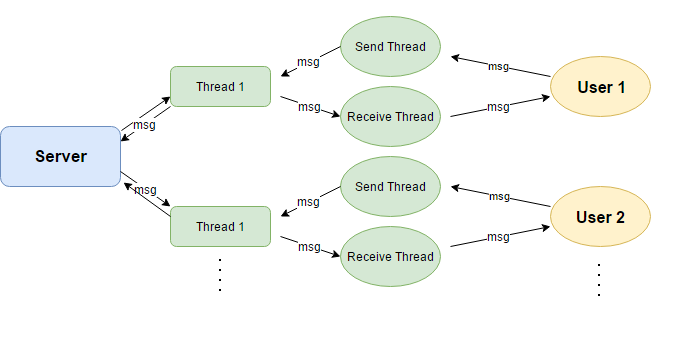 Send Thread
msg
msg
Thread 1
User 1
msg
msg
Receive Thread
msg
Server
Send Thread
msg
msg
msg
Thread 1
User 2
msg
msg
Receive Thread